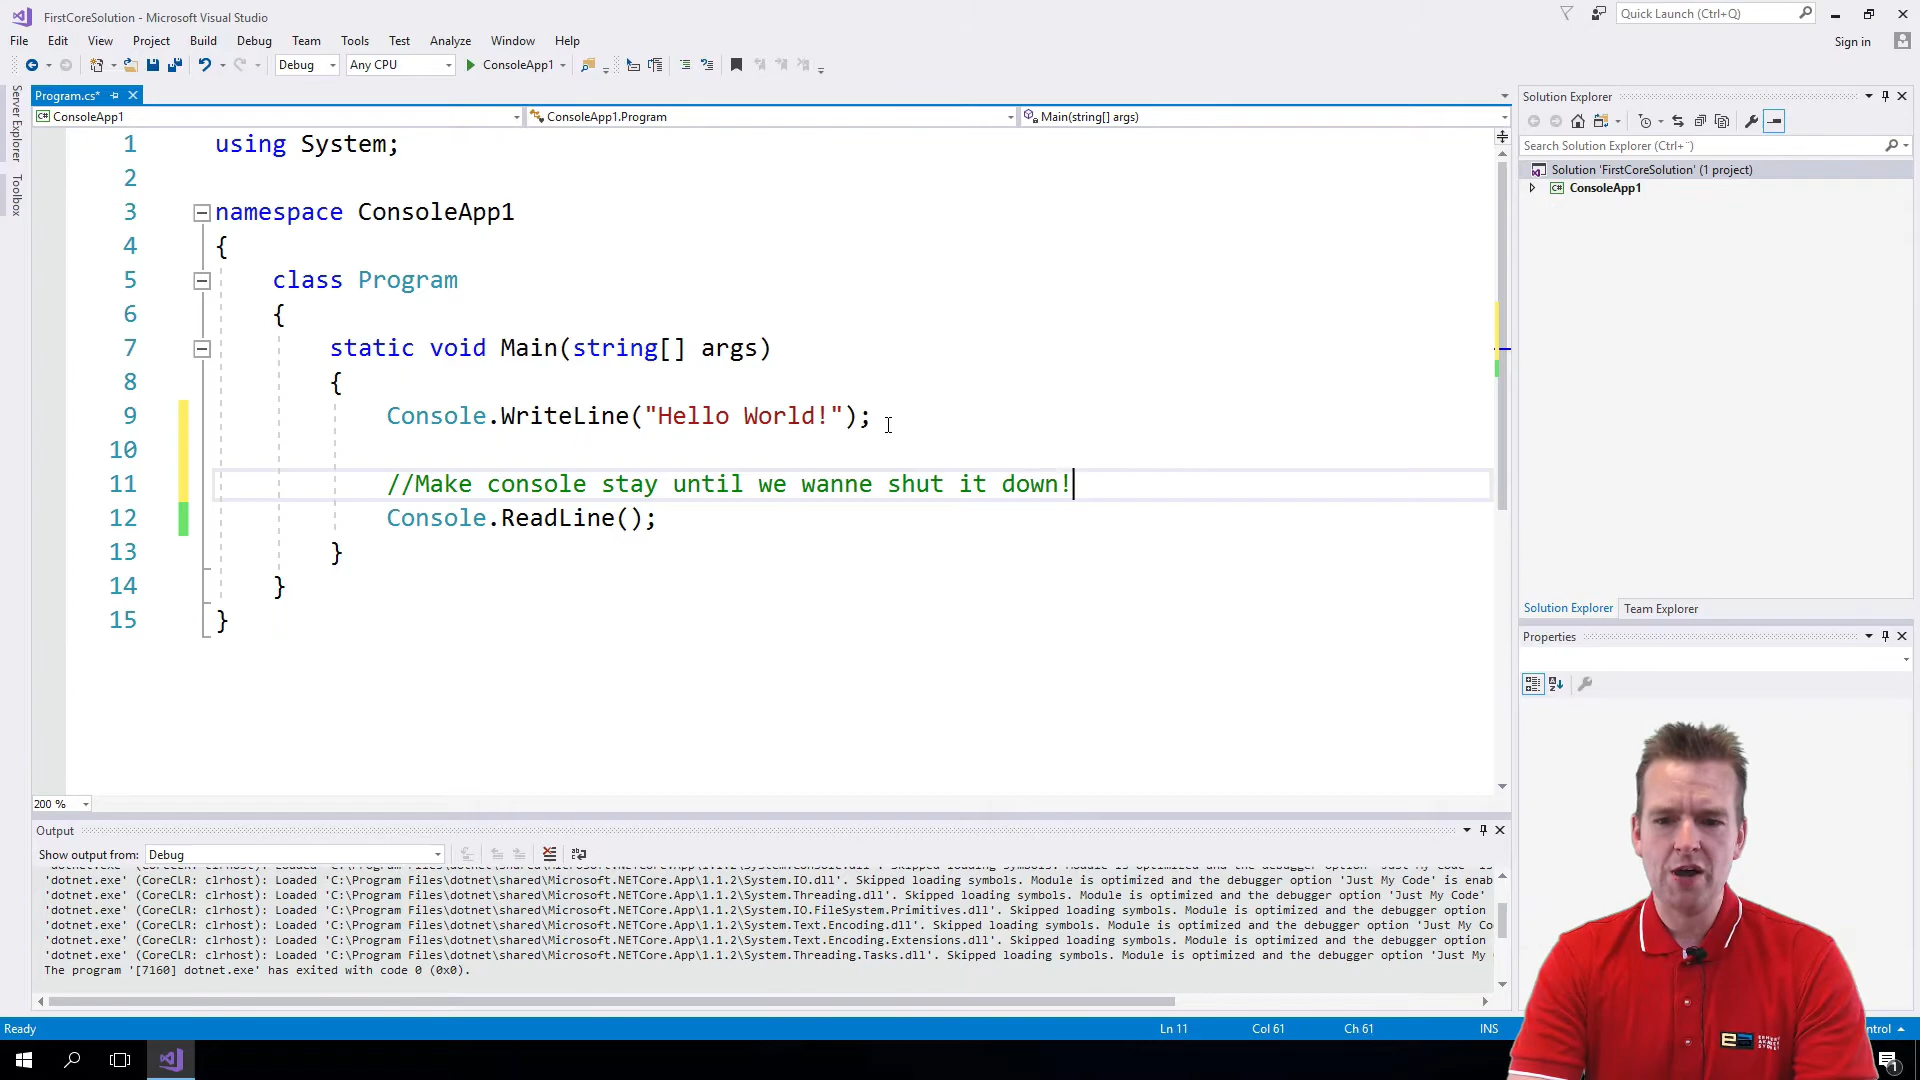 FirstCoreSolution - Microsoft Visual Studio
Quick Launch (Ctrl+Q)
File Edit View Project Build Debug Team Tools Test Analyze Window Help
Sign in
Debug Any CPU ConsoleApp1
Server Explorer
Toolbox
Program.cs*
ConsoleApp1 ConsoleApp1.Program Main(string[] args)
1 using System;
2
3 namespace ConsoleApp1
4 {
5 class Program
6 {
7 static void Main(string[] args)
8 {
9 Console.WriteLine("Hello World!");
10
11 //Make console stay until we wanne shut it down!
12 Console.ReadLine();
13 }
14 }
15 }
200 %
Solution Explorer
Search Solution Explorer (Ctrl+¨)
Solution 'FirstCoreSolution' (1 project)
ConsoleApp1
Solution Explorer Team Explorer
Properties
Output
Show output from: Debug
'dotnet.exe' (CoreCLR: clrhost): Loaded 'C:\Program Files\dotnet\shared\Microsoft.NETCore.App\1.1.2\System.IO.dll'. Skipped loading symbols. Module is optimized and the debugger option 'Just My Code' is enab
'dotnet.exe' (CoreCLR: clrhost): Loaded 'C:\Program Files\dotnet\shared\Microsoft.NETCore.App\1.1.2\System.Threading.dll'. Skipped loading symbols. Module is optimized and the debugger option 'Just My Code'
'dotnet.exe' (CoreCLR: clrhost): Loaded 'C:\Program Files\dotnet\shared\Microsoft.NETCore.App\1.1.2\System.IO.FileSystem.Primitives.dll'. Skipped loading symbols. Module is optimized and the debugger option
'dotnet.exe' (CoreCLR: clrhost): Loaded 'C:\Program Files\dotnet\shared\Microsoft.NETCore.App\1.1.2\System.Text.Encoding.dll'. Skipped loading symbols. Module is optimized and the debugger option 'Just My Co
'dotnet.exe' (CoreCLR: clrhost): Loaded 'C:\Program Files\dotnet\shared\Microsoft.NETCore.App\1.1.2\System.Text.Encoding.Extensions.dll'. Skipped loading symbols. Module is optimized and the debugger option
'dotnet.exe' (CoreCLR: clrhost): Loaded 'C:\Program Files\dotnet\shared\Microsoft.NETCore.App\1.1.2\System.Threading.Tasks.dll'. Skipped loading symbols. Module is optimized and the debugger option 'Just My
The program '[7160] dotnet.exe' has exited with code 0 (0x0).
Ready Ln 11 Col 61 Ch 61 INS ntrol
1